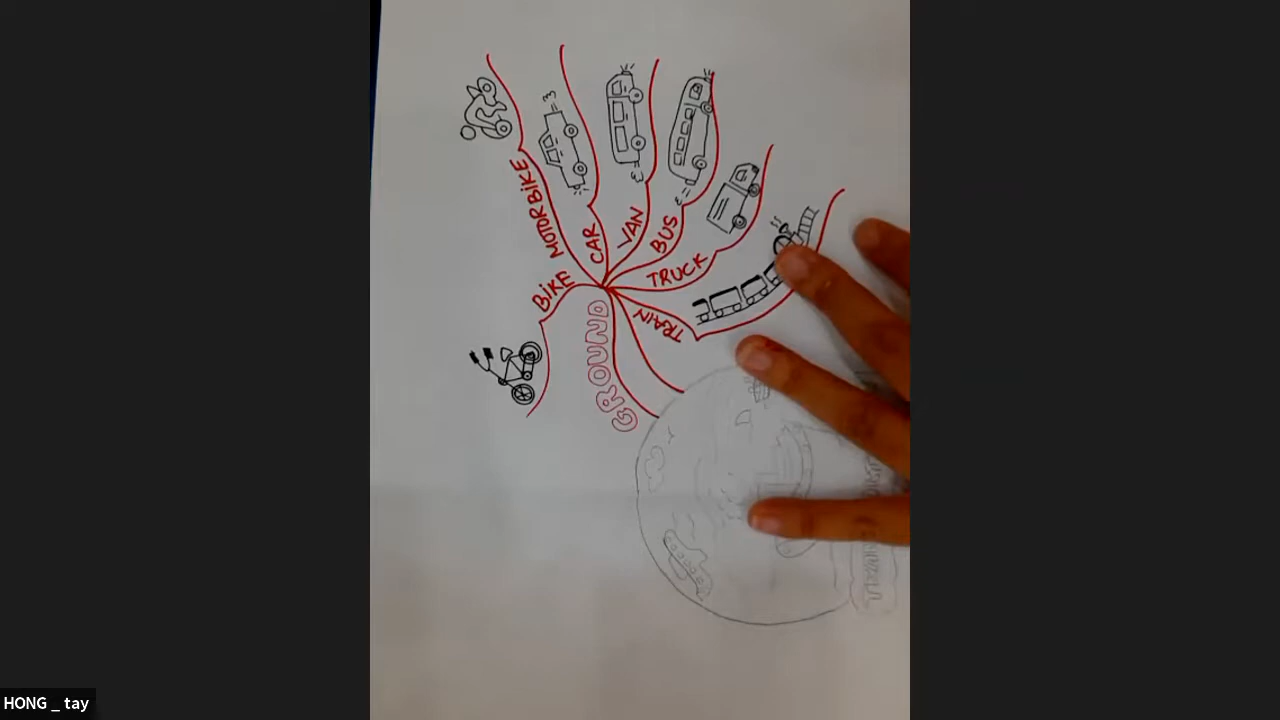 MOTORBIKE
CAR
VAN
BUS
TRUCK
TRAIN
BIKE
GROUND
HONG _ tay